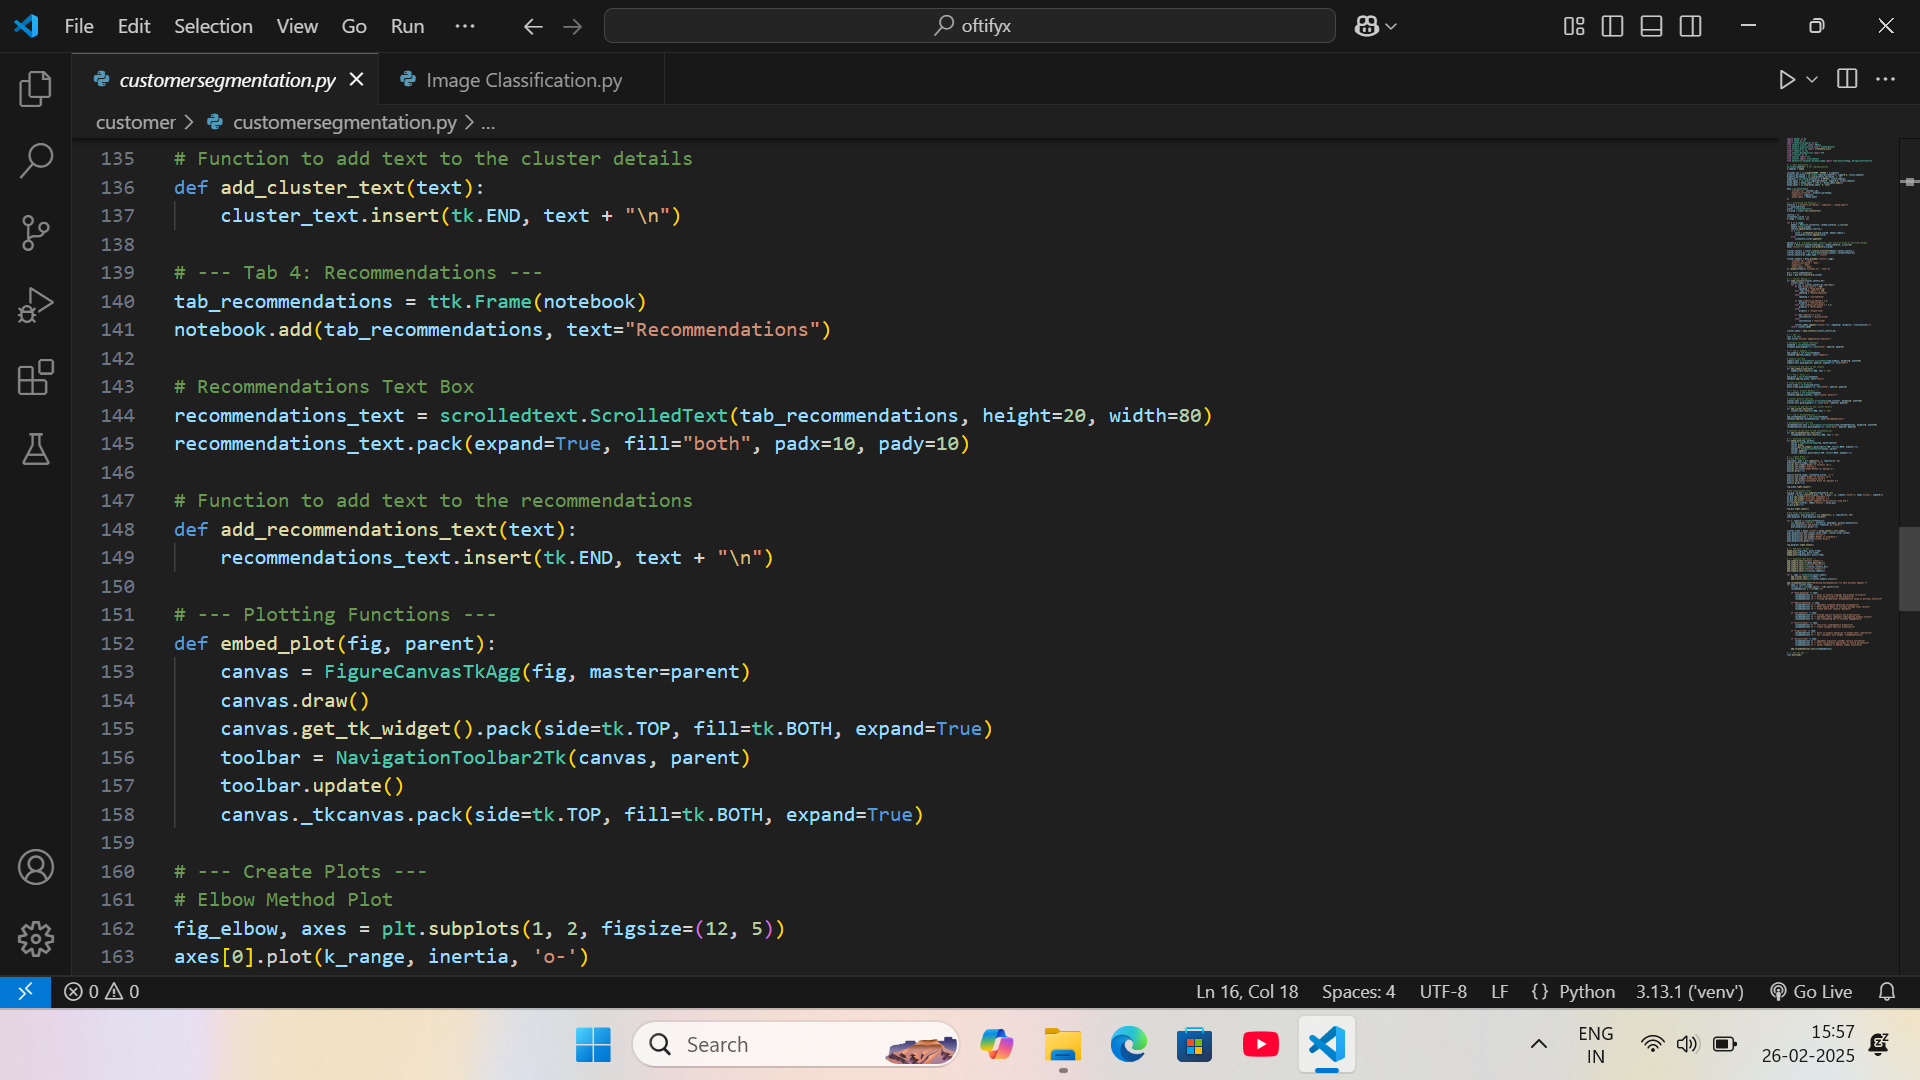 File Edit Selection View Go Run ... oftifyx
customersegmentation.py Image Classification.py
customer > customersegmentation.py > ...
135 # Function to add text to the cluster details
136 def add_cluster_text(text):
137     cluster_text.insert(tk.END, text + "\n")
138
139 # --- Tab 4: Recommendations ---
140 tab_recommendations = ttk.Frame(notebook)
141 notebook.add(tab_recommendations, text="Recommendations")
142
143 # Recommendations Text Box
144 recommendations_text = scrolledtext.ScrolledText(tab_recommendations, height=20, width=80)
145 recommendations_text.pack(expand=True, fill="both", padx=10, pady=10)
146
147 # Function to add text to the recommendations
148 def add_recommendations_text(text):
149     recommendations_text.insert(tk.END, text + "\n")
150
151 # --- Plotting Functions ---
152 def embed_plot(fig, parent):
153     canvas = FigureCanvasTkAgg(fig, master=parent)
154     canvas.draw()
155     canvas.get_tk_widget().pack(side=tk.TOP, fill=tk.BOTH, expand=True)
156     toolbar = NavigationToolbar2Tk(canvas, parent)
157     toolbar.update()
158     canvas._tkcanvas.pack(side=tk.TOP, fill=tk.BOTH, expand=True)
159
160 # --- Create Plots ---
161 # Elbow Method Plot
162 fig_elbow, axes = plt.subplots(1, 2, figsize=(12, 5))
163 axes[0].plot(k_range, inertia, 'o-')
0 0 Ln 16, Col 18 Spaces: 4 UTF-8 LF {} Python 3.13.1 ('venv') Go Live
Search ENG IN 15:57 26-02-2025